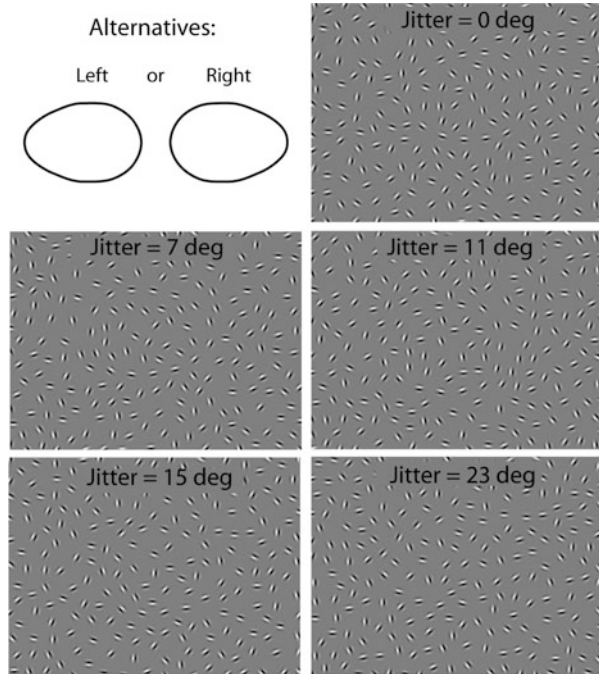 Alternatives:
Left or Right
Jitter = 0 deg
Jitter = 7 deg
Jitter = 11 deg
Jitter = 15 deg
Jitter = 23 deg